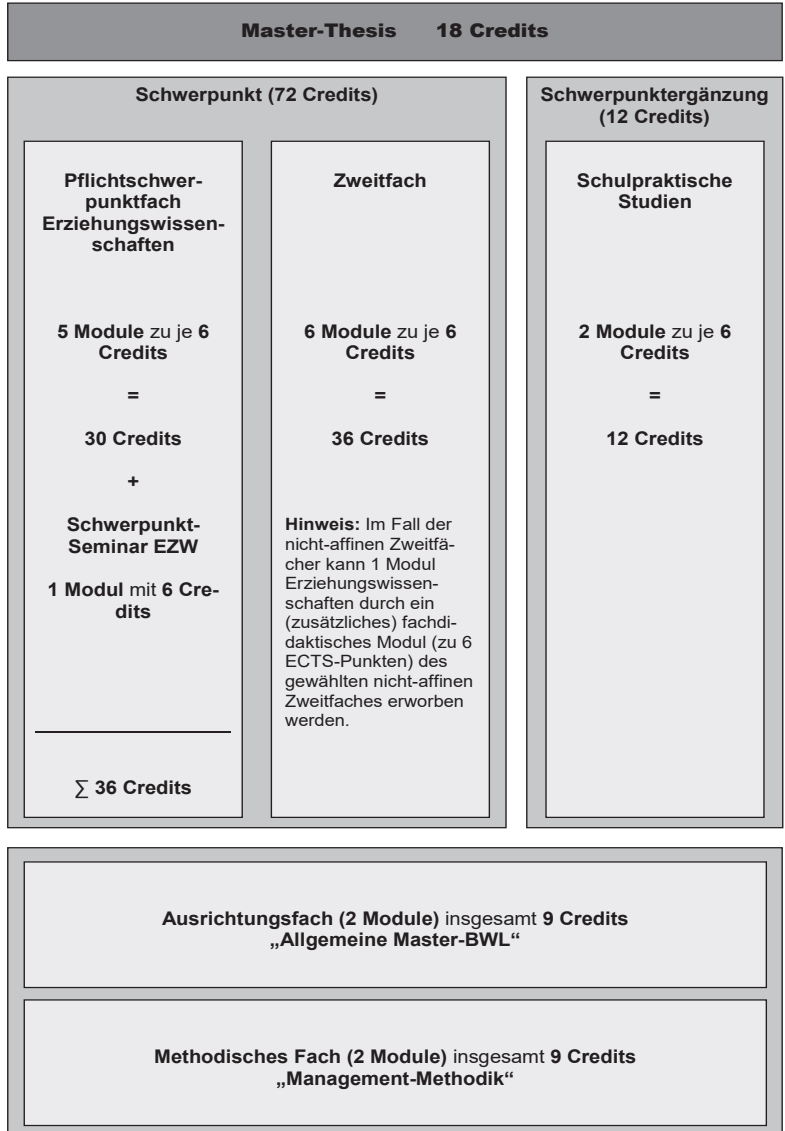 Master-Thesis 18 Credits
Schwerpunkt (72 Credits)
Pflichtschwer-
punktfach
Erziehungswissen-
schaften
5 Module zu je 6
Credits
=
30 Credits
+
Schwerpunkt-
Seminar EZW
1 Modul mit 6 Cre-
dits
∑ 36 Credits
Zweitfach
6 Module zu je 6
Credits
=
36 Credits
Hinweis: Im Fall der
nicht-affinen Zweitfä-
cher kann 1 Modul
Erziehungswissen-
schaften durch ein
(zusätzliches) fachdi-
daktisches Modul (zu 6
ECTS-Punkten) des
gewählten nicht-affinen
Zweitfaches erworben
werden.
Schwerpunktergänzung
(12 Credits)
Schulpraktische
Studien
2 Module zu je 6
Credits
=
12 Credits
Ausrichtungsfach (2 Module) insgesamt 9 Credits
„Allgemeine Master-BWL“
Methodisches Fach (2 Module) insgesamt 9 Credits
„Management-Methodik“